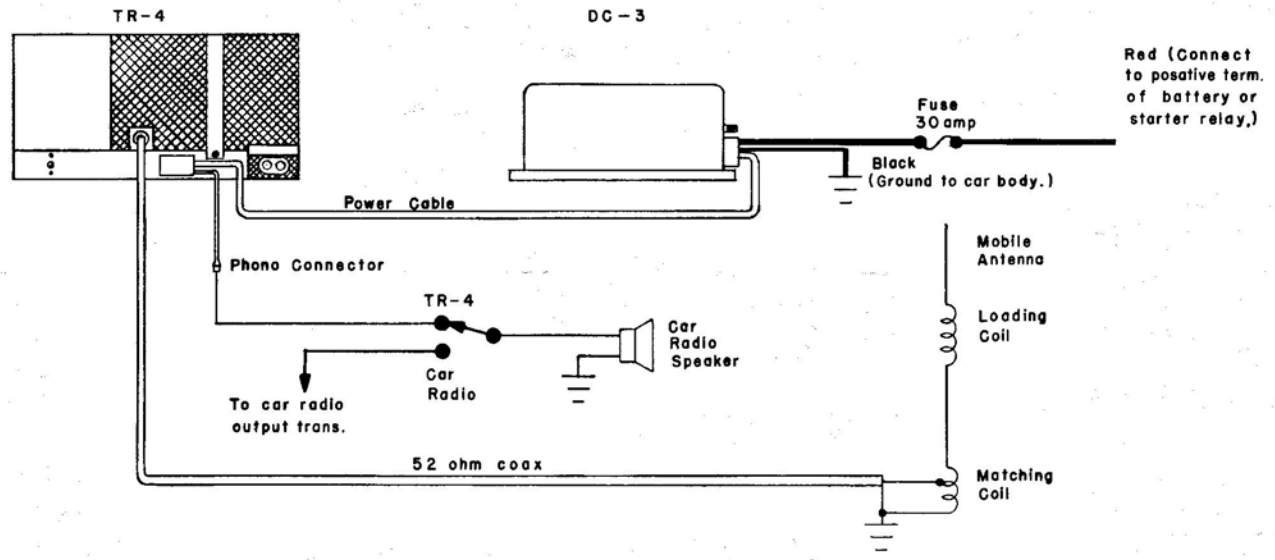 TR-4
DC-3
Red (Connect
to posative term.
of battery or
starter relay,)
Fuse
30 amp
Black
(Ground to car body.)
Power Cable
Mobile
Antenna
Phono Connector
TR-4
Loading
Coil
Car
Radio
Speaker
Car
Radio
To car radio
output trans.
52 ohm coax
Matching
Coil